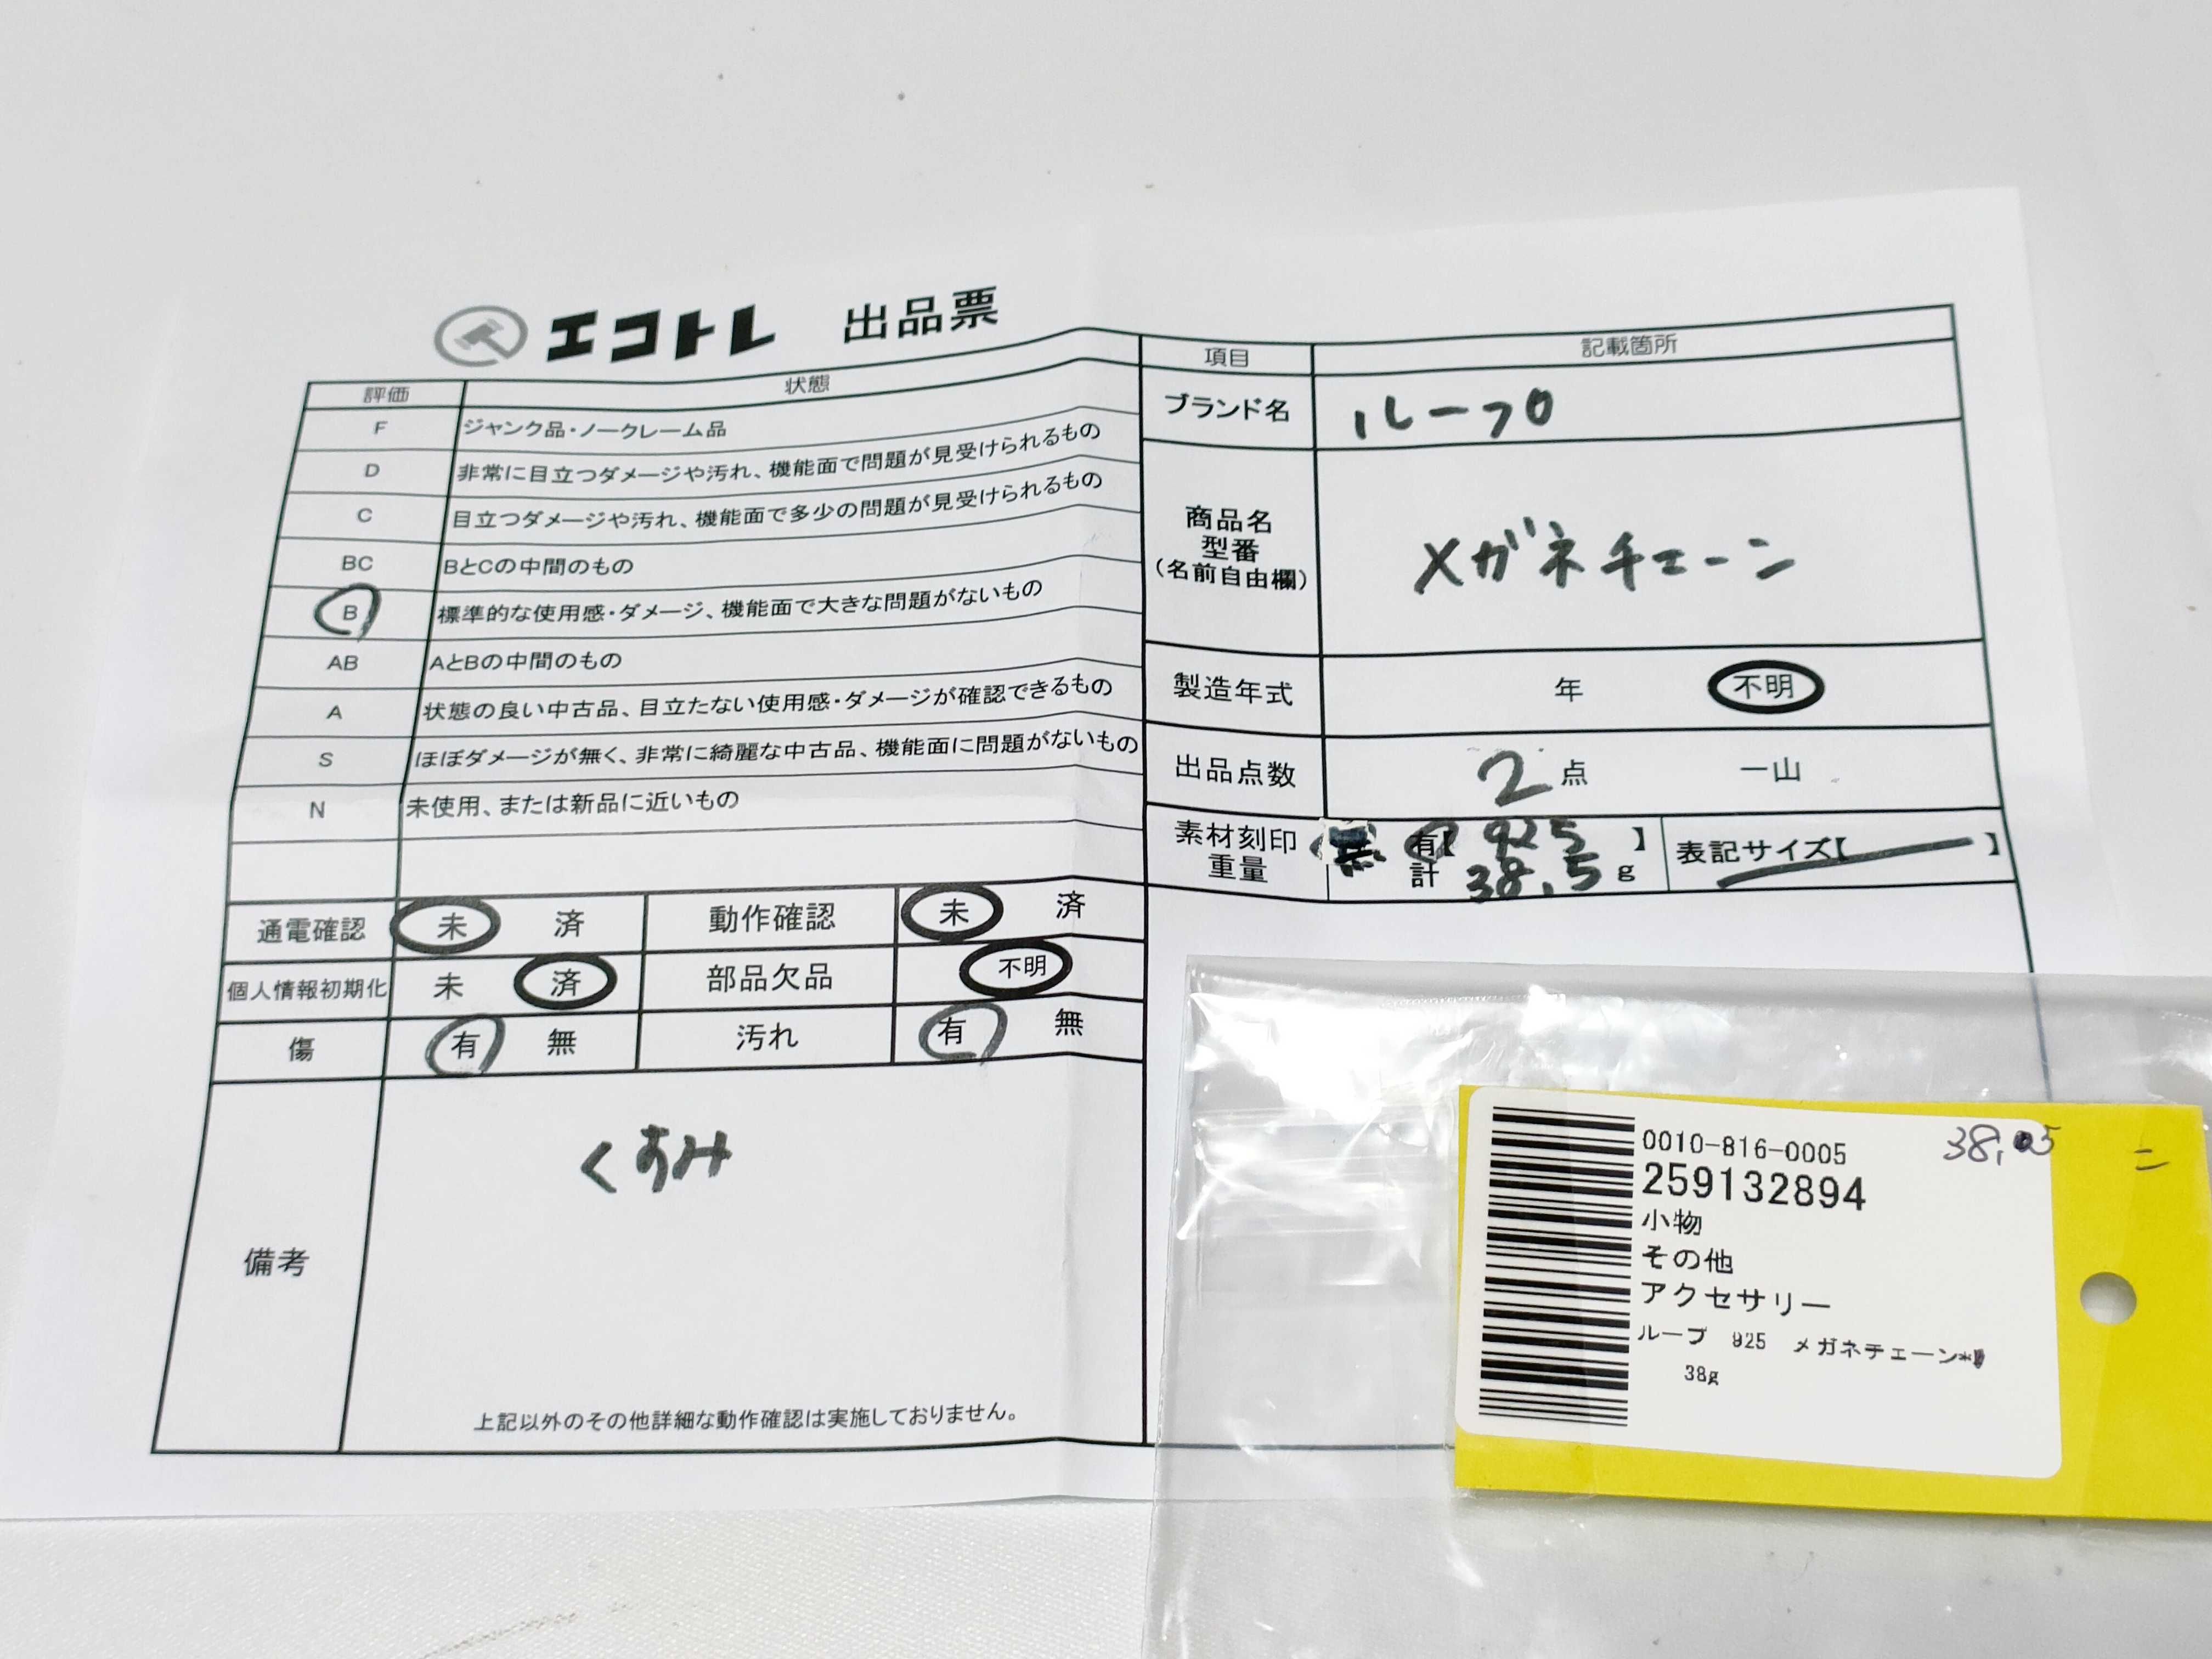 エコトレ 出品票
評価 状態
F ジャンク品・ノークレーム品
D 非常に目立つダメージや汚れ、機能面で問題が見受けられるもの
C 目立つダメージや汚れ、機能面で多少の問題が見受けられるもの
BC BとCの中間のもの
B 標準的な使用感・ダメージ、機能面で大きな問題がないもの
AB AとBの中間のもの
A 状態の良い中古品、目立たない使用感・ダメージが確認できるもの
S ほぼダメージが無く、非常に綺麗な中古品、機能面に問題がないもの
N 未使用、または新品に近いもの
通電確認 未 済 動作確認 未 済
個人情報初期化 未 済 部品欠品 不明
傷 有 無 汚れ 有 無
備考
くすみ
上記以外のその他詳細な動作確認は実施しておりません。
項目 記載箇所
ブランド名 ループ
商品名
型番
(名前自由欄)
メガネチェーン
製造年式 年 不明
出品点数 2点 一山
素材刻印 有【925】
重量 計 38.5g
表記サイズ【 】
0010-816-0005
259132894
小物
その他
アクセサリー
ループ 925 メガネチェーン*
38g